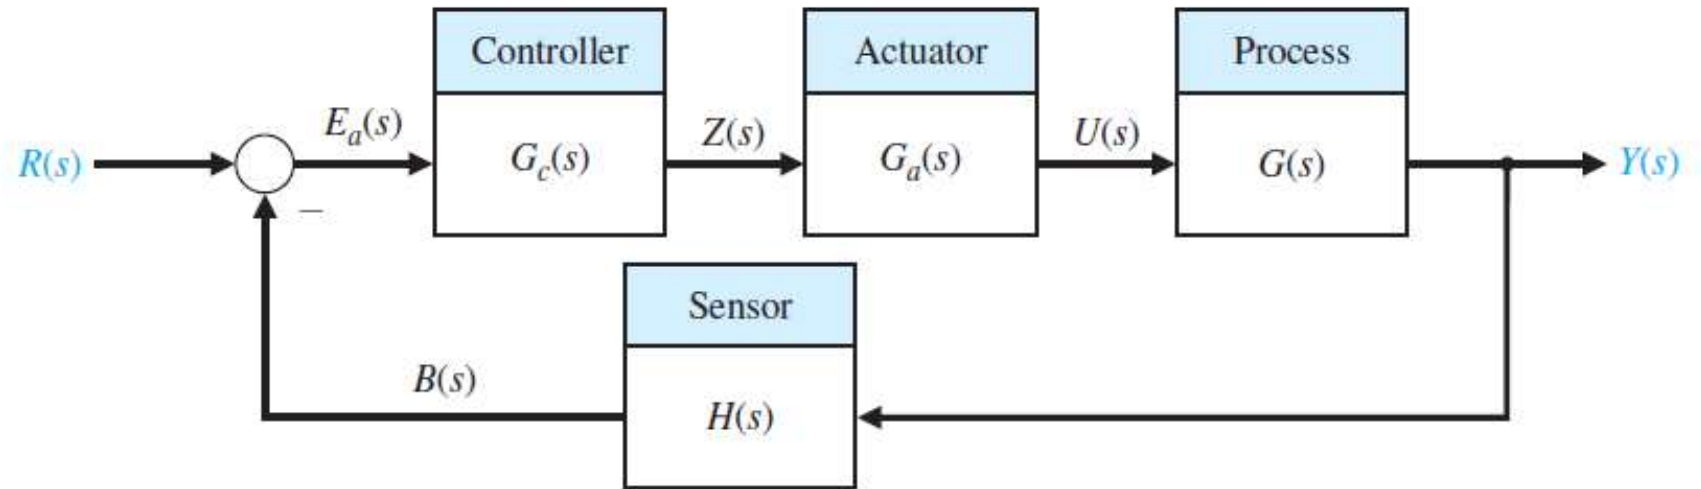 Controller
Actuator
Process
R(s)
E_a(s)
G_c(s)
Z(s)
G_a(s)
U(s)
G(s)
Y(s)
−
Sensor
B(s)
H(s)